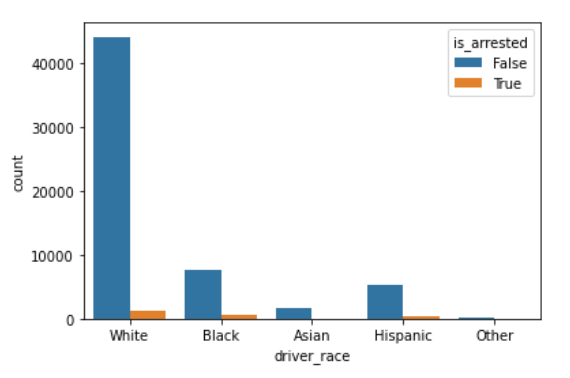 is_arrested
False
True
40000
30000
20000
10000
0
count
White Black Asian Hispanic Other
driver_race